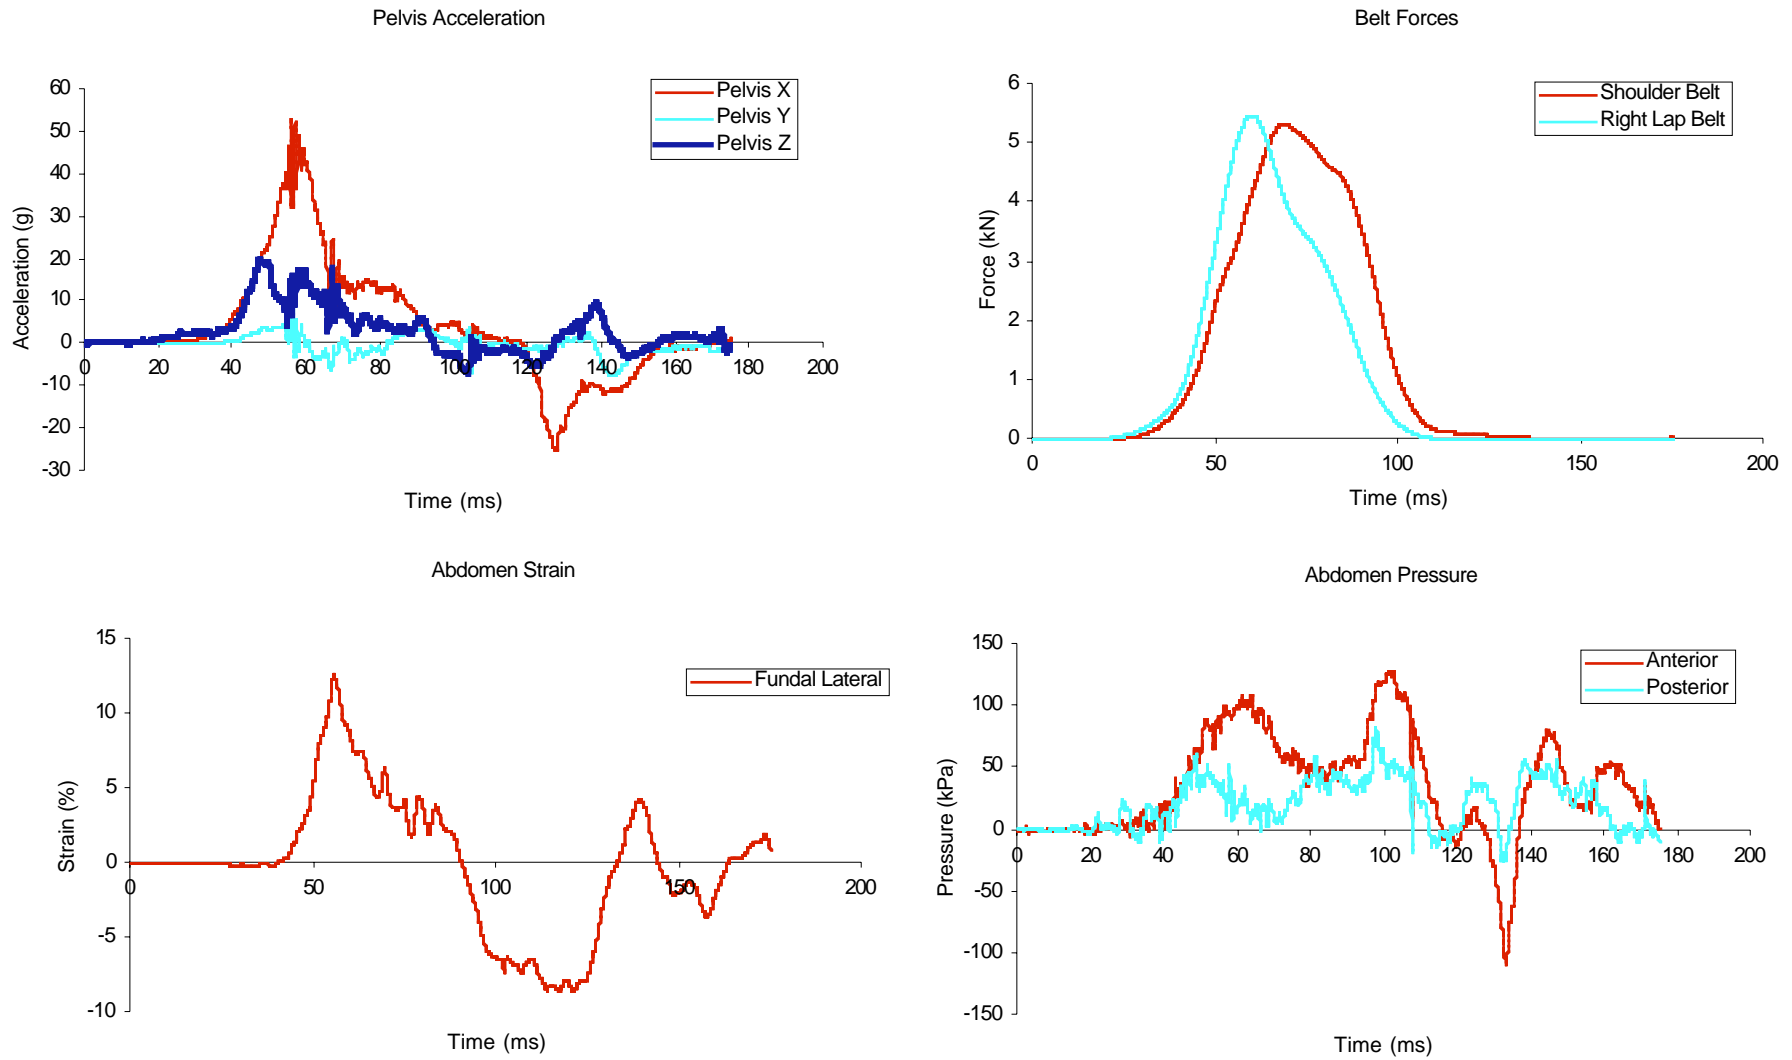 Pelvis Acceleration
60
50
40
30
20
10
0
-10
-20
-30
0 20 40 60 80 100 120 140 160 180 200
Acceleration (g)
Time (ms)
Pelvis X
Pelvis Y
Pelvis Z
Belt Forces
6
5
4
3
2
1
0
0 50 100 150 200
Force (kN)
Time (ms)
Shoulder Belt
Right Lap Belt
Abdomen Strain
15
10
5
0
-5
-10
0 50 100 150 200
Strain (%)
Time (ms)
Fundal Lateral
Abdomen Pressure
150
100
50
0
-50
-100
-150
0 20 40 60 80 100 120 140 160 180 200
Pressure (kPa)
Time (ms)
Anterior
Posterior